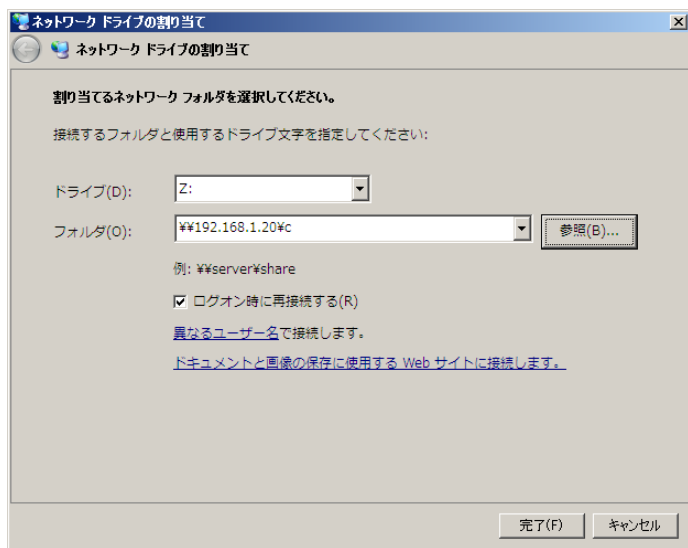 ネットワーク ドライブの割り当て
ネットワーク ドライブの割り当て
割り当てるネットワーク フォルダを選択してください。
接続するフォルダと使用するドライブ文字を指定してください:
ドライブ(D): Z:
フォルダ(O): ¥¥192.168.1.20¥c 参照(B)...
例: ¥¥server¥share
ログオン時に再接続する(R)
異なるユーザー名で接続します。
ドキュメントと画像の保存に使用する Web サイトに接続します。
完了(F) キャンセル